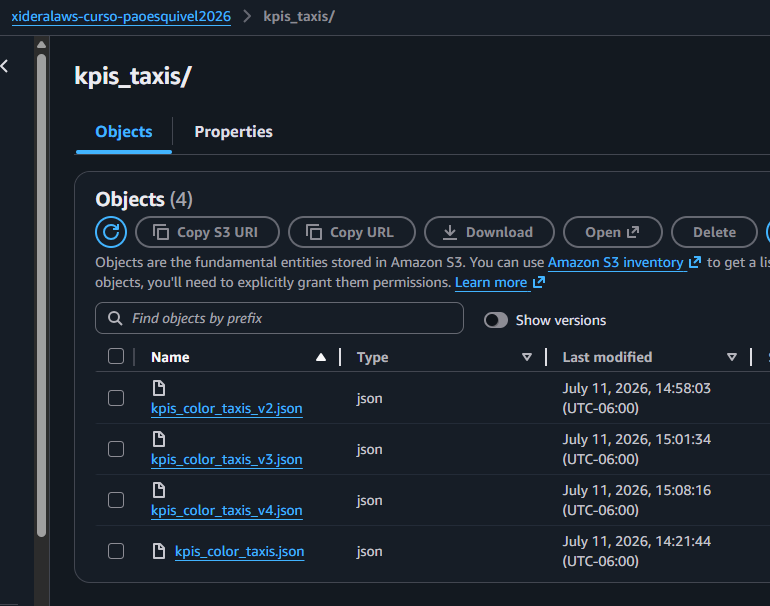 xideralaws-curso-paoesquivel2026 > kpis_taxis/
kpis_taxis/
Objects Properties
Objects (4)
Copy S3 URI Copy URL Download Open Delete
Objects are the fundamental entities stored in Amazon S3. You can use Amazon S3 inventory to get a
objects, you'll need to explicitly grant them permissions. Learn more
Find objects by prefix Show versions
Name Type Last modified
kpis_color_taxis_v2.json json July 11, 2026, 14:58:03
(UTC-06:00)
kpis_color_taxis_v3.json json July 11, 2026, 15:01:34
(UTC-06:00)
kpis_color_taxis_v4.json json July 11, 2026, 15:08:16
(UTC-06:00)
kpis_color_taxis.json json July 11, 2026, 14:21:44
(UTC-06:00)